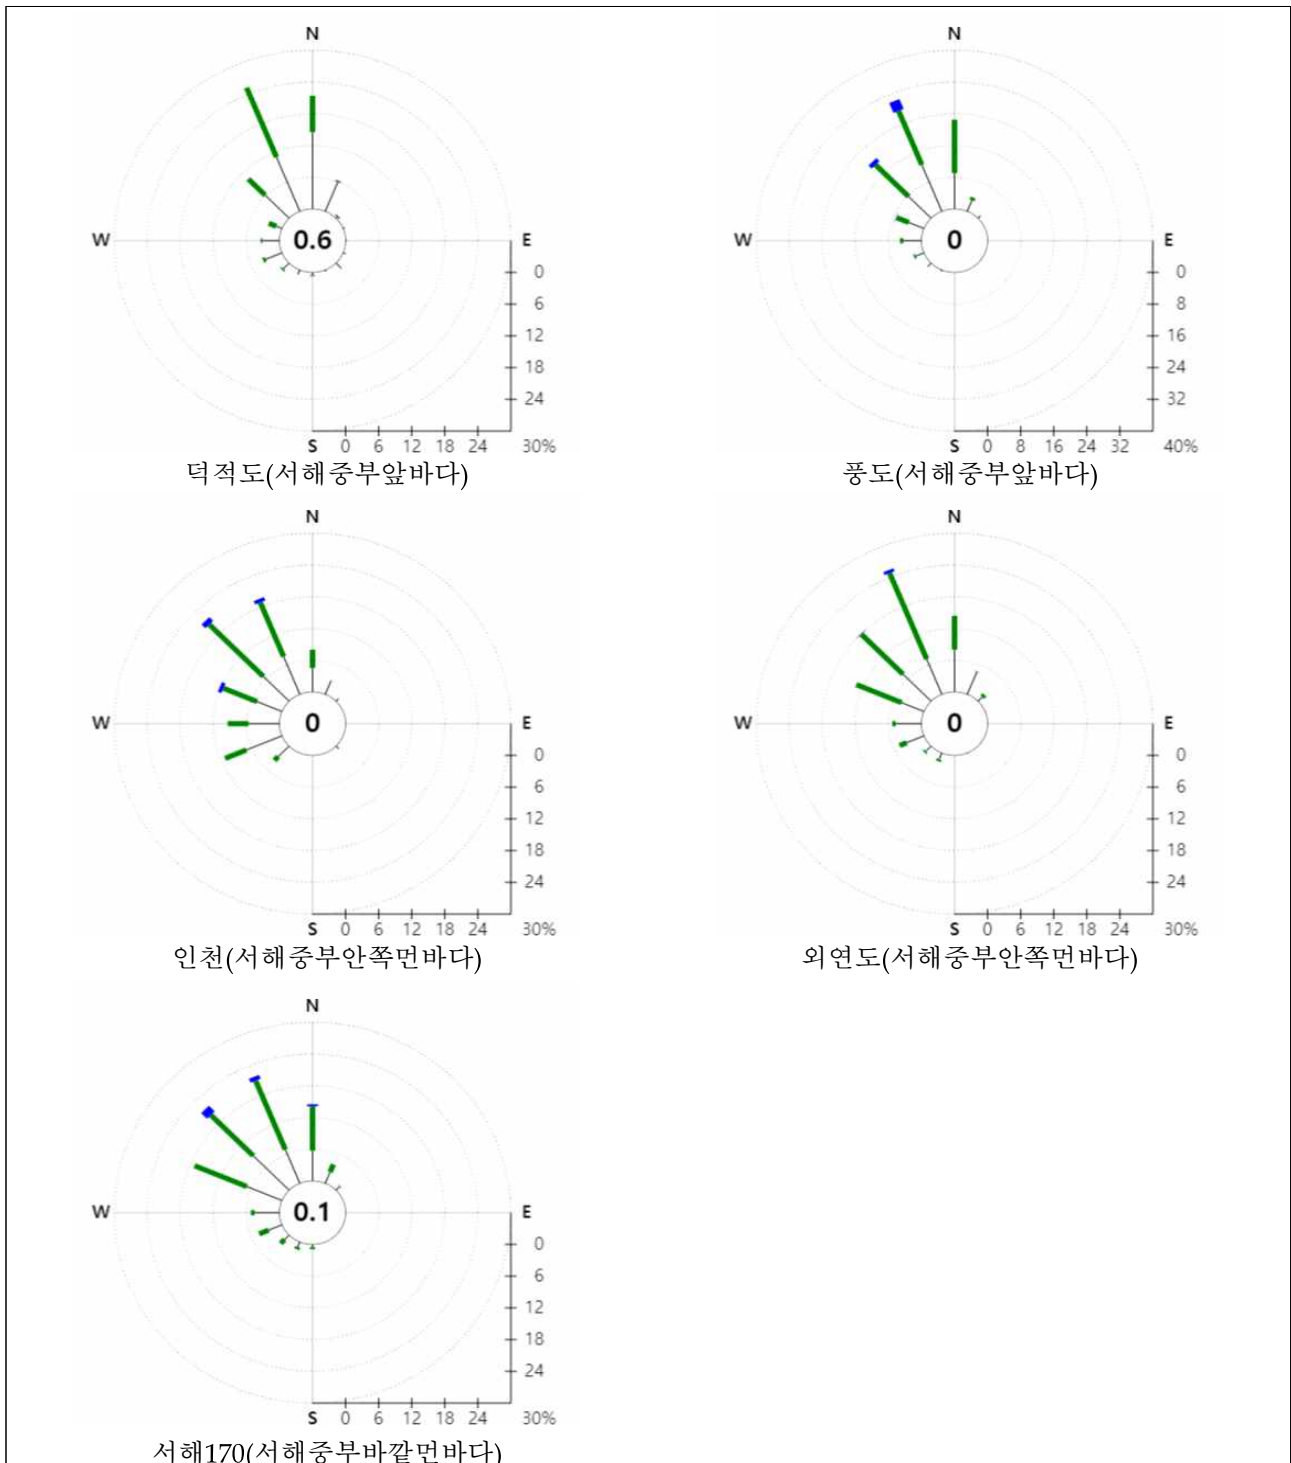 N N
W 0.6 E W 0 E
0 0
6 8
12 16
18 24
24 32
S 0 6 12 18 24 30% S 0 8 16 24 32 40%
덕적도(서해중부앞바다) 풍도(서해중부앞바다)
N N
W 0 E W 0 E
0 0
6 6
12 12
18 18
24 24
S 0 6 12 18 24 30% S 0 6 12 18 24 30%
인천(서해중부안쪽먼바다) 외연도(서해중부안쪽먼바다)
N
W 0.1 E
0
6
12
18
24
S 0 6 12 18 24 30%
서해170(서해중부바깥먼바다)